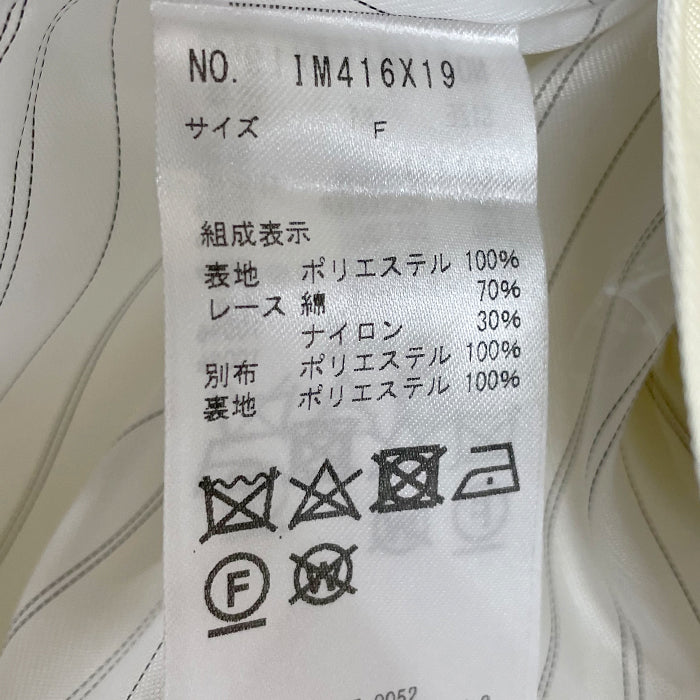 NO. IM416X19
サイズ F
組成表示
表地 ポリエステル 100%
レース 綿 70%
ナイロン 30%
別布 ポリエステル 100%
裏地 ポリエステル 100%
F
W